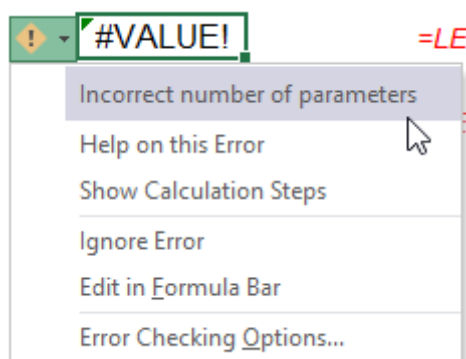 #VALUE! =LE
Incorrect number of parameters
Help on this Error
Show Calculation Steps
Ignore Error
Edit in Formula Bar
Error Checking Options...